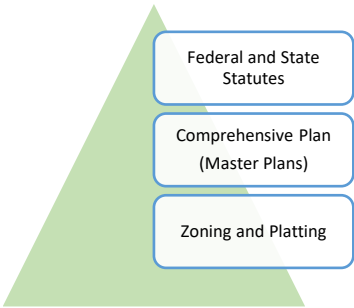 Federal and State
Statutes
Comprehensive Plan
(Master Plans)
Zoning and Platting